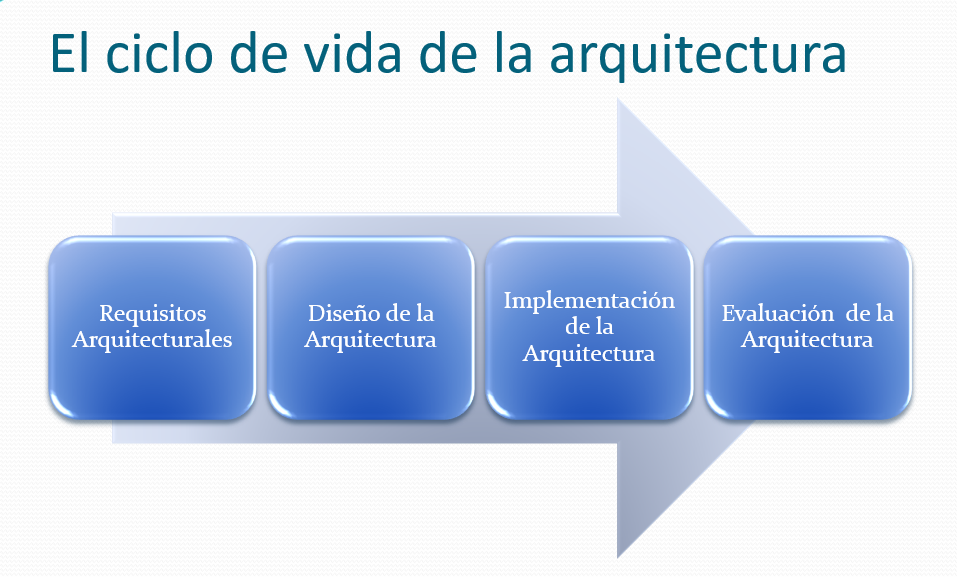 El ciclo de vida de la arquitectura
Requisitos
Arquitecturales
Diseño de la
Arquitectura
Implementación
de la
Arquitectura
Evaluación de la
Arquitectura